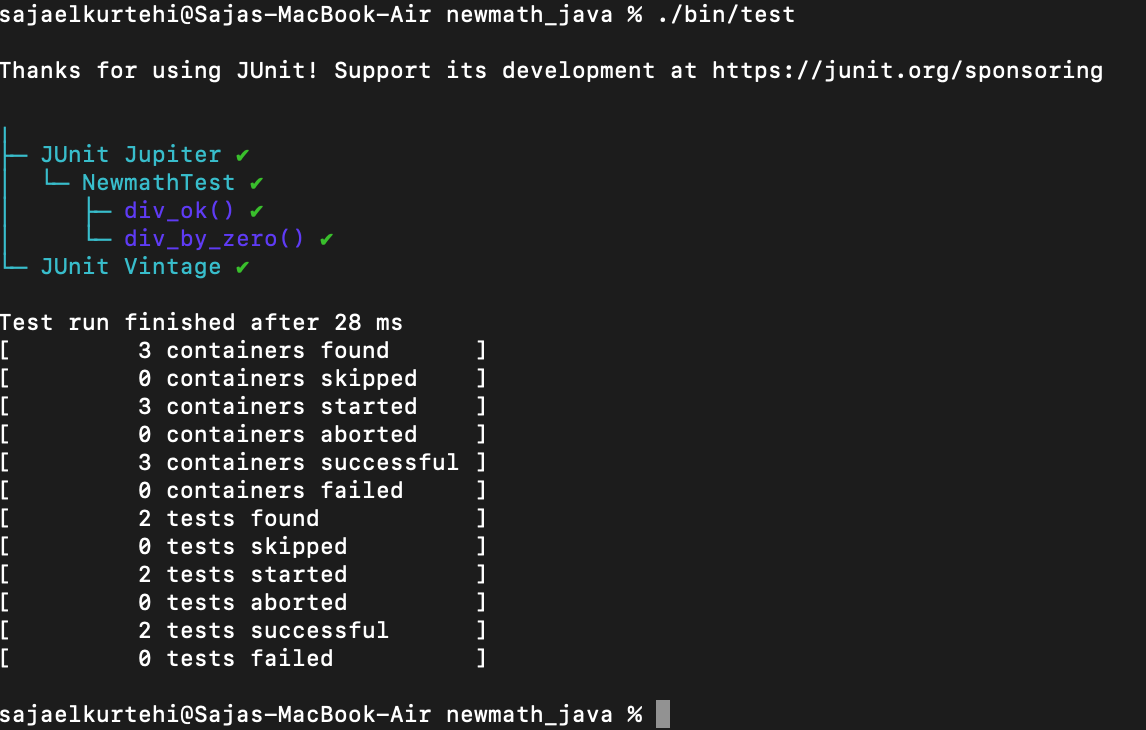 sajaelkurtehi@Sajas-MacBook-Air newmath_java % ./bin/test
Thanks for using JUnit! Support its development at https://junit.org/sponsoring
╷
├─ JUnit Jupiter ✔
│  └─ NewmathTest ✔
│     ├─ div_ok() ✔
│     └─ div_by_zero() ✔
└─ JUnit Vintage ✔
Test run finished after 28 ms
[         3 containers found      ]
[         0 containers skipped    ]
[         3 containers started    ]
[         0 containers aborted    ]
[         3 containers successful ]
[         0 containers failed     ]
[         2 tests found           ]
[         0 tests skipped         ]
[         2 tests started         ]
[         0 tests aborted         ]
[         2 tests successful      ]
[         0 tests failed          ]
sajaelkurtehi@Sajas-MacBook-Air newmath_java %